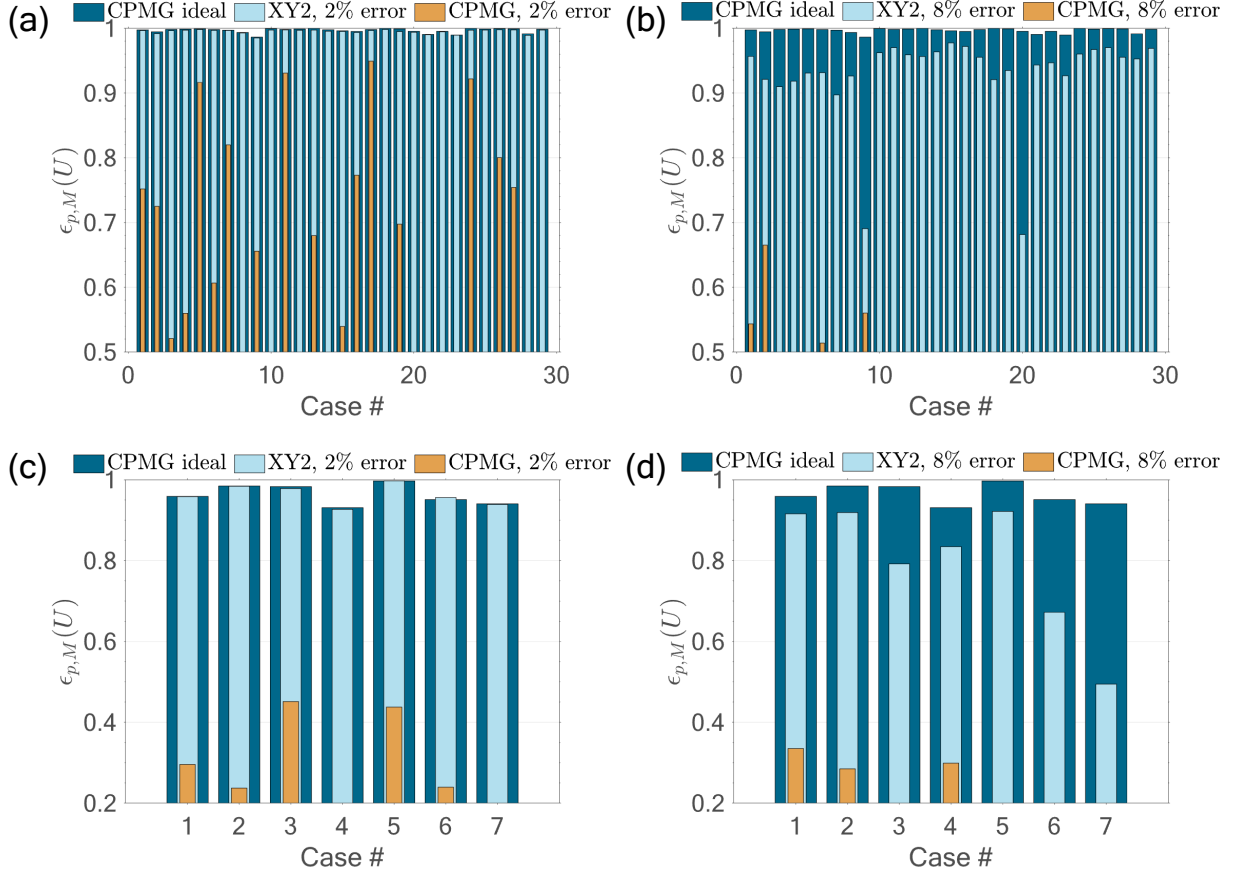 (a)
CPMG ideal XY2, 2% error CPMG, 2% error
1
0.9
0.8
0.7
0.6
0.5
ϵ_{p,M}(U)
0 10 20 30
Case #
(b)
CPMG ideal XY2, 8% error CPMG, 8% error
1
0.9
0.8
0.7
0.6
0.5
ϵ_{p,M}(U)
0 10 20 30
Case #
(c)
CPMG ideal XY2, 2% error CPMG, 2% error
1
0.8
0.6
0.4
0.2
ϵ_{p,M}(U)
1 2 3 4 5 6 7
Case #
(d)
CPMG ideal XY2, 8% error CPMG, 8% error
1
0.8
0.6
0.4
0.2
ϵ_{p,M}(U)
1 2 3 4 5 6 7
Case #